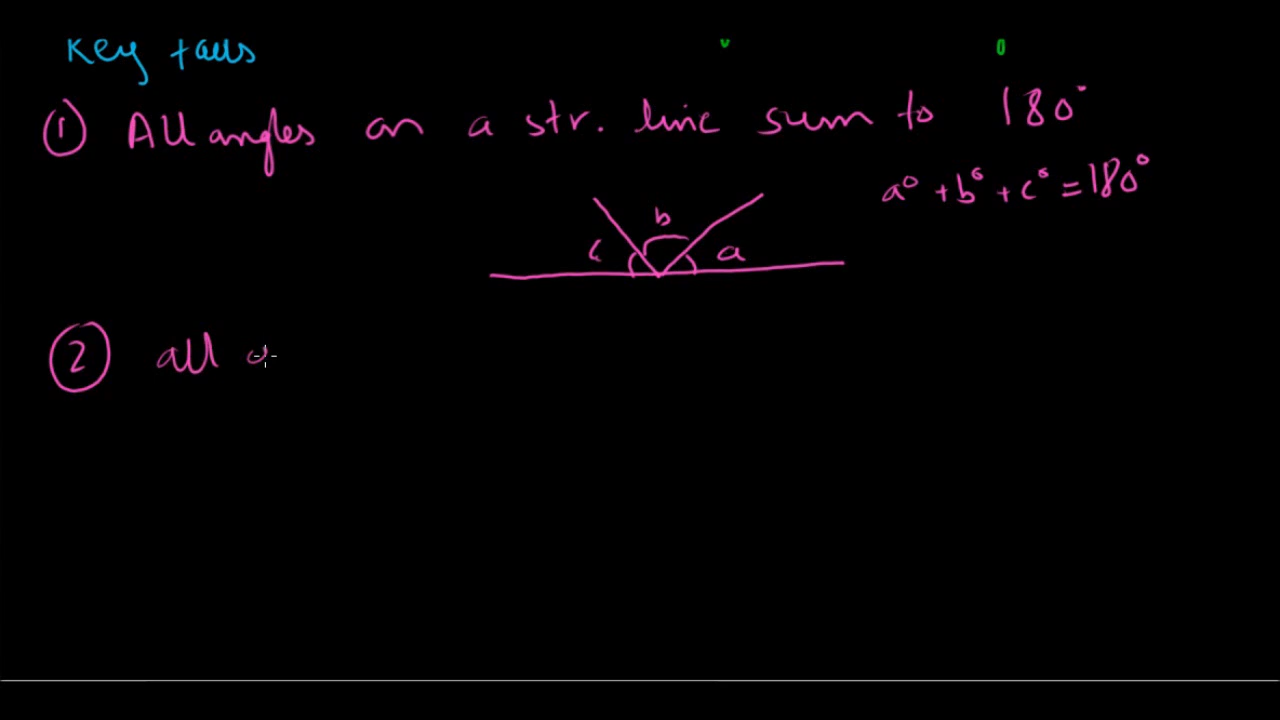 Key facts
① All angles on a str. line sum to 180°
a° + b° + c° = 180°
b
c a
② all